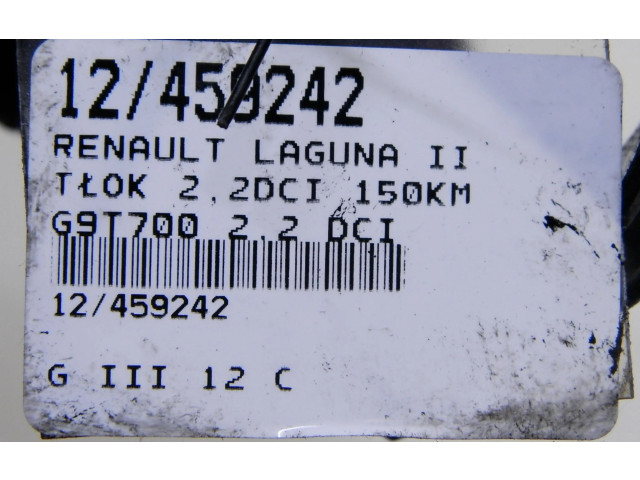 12/459242
RENAULT LAGUNA II
TŁOK 2,2DCI 150KM
G9T700 2.2 DCI
12/459242
G III 12 C